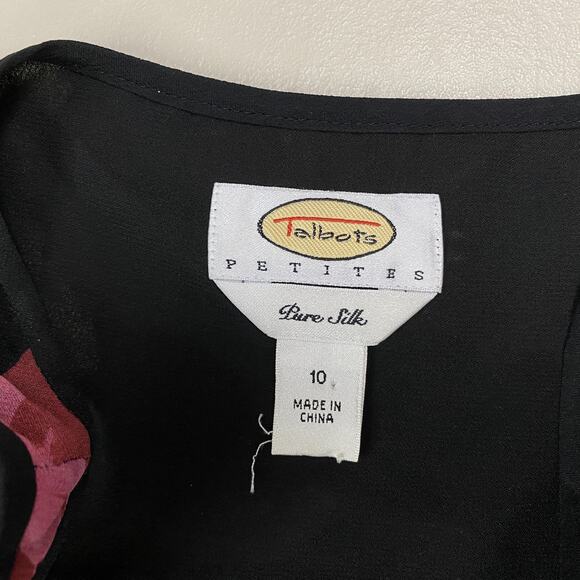 Talbots
PETITES
Pure Silk
10
MADE IN
CHINA